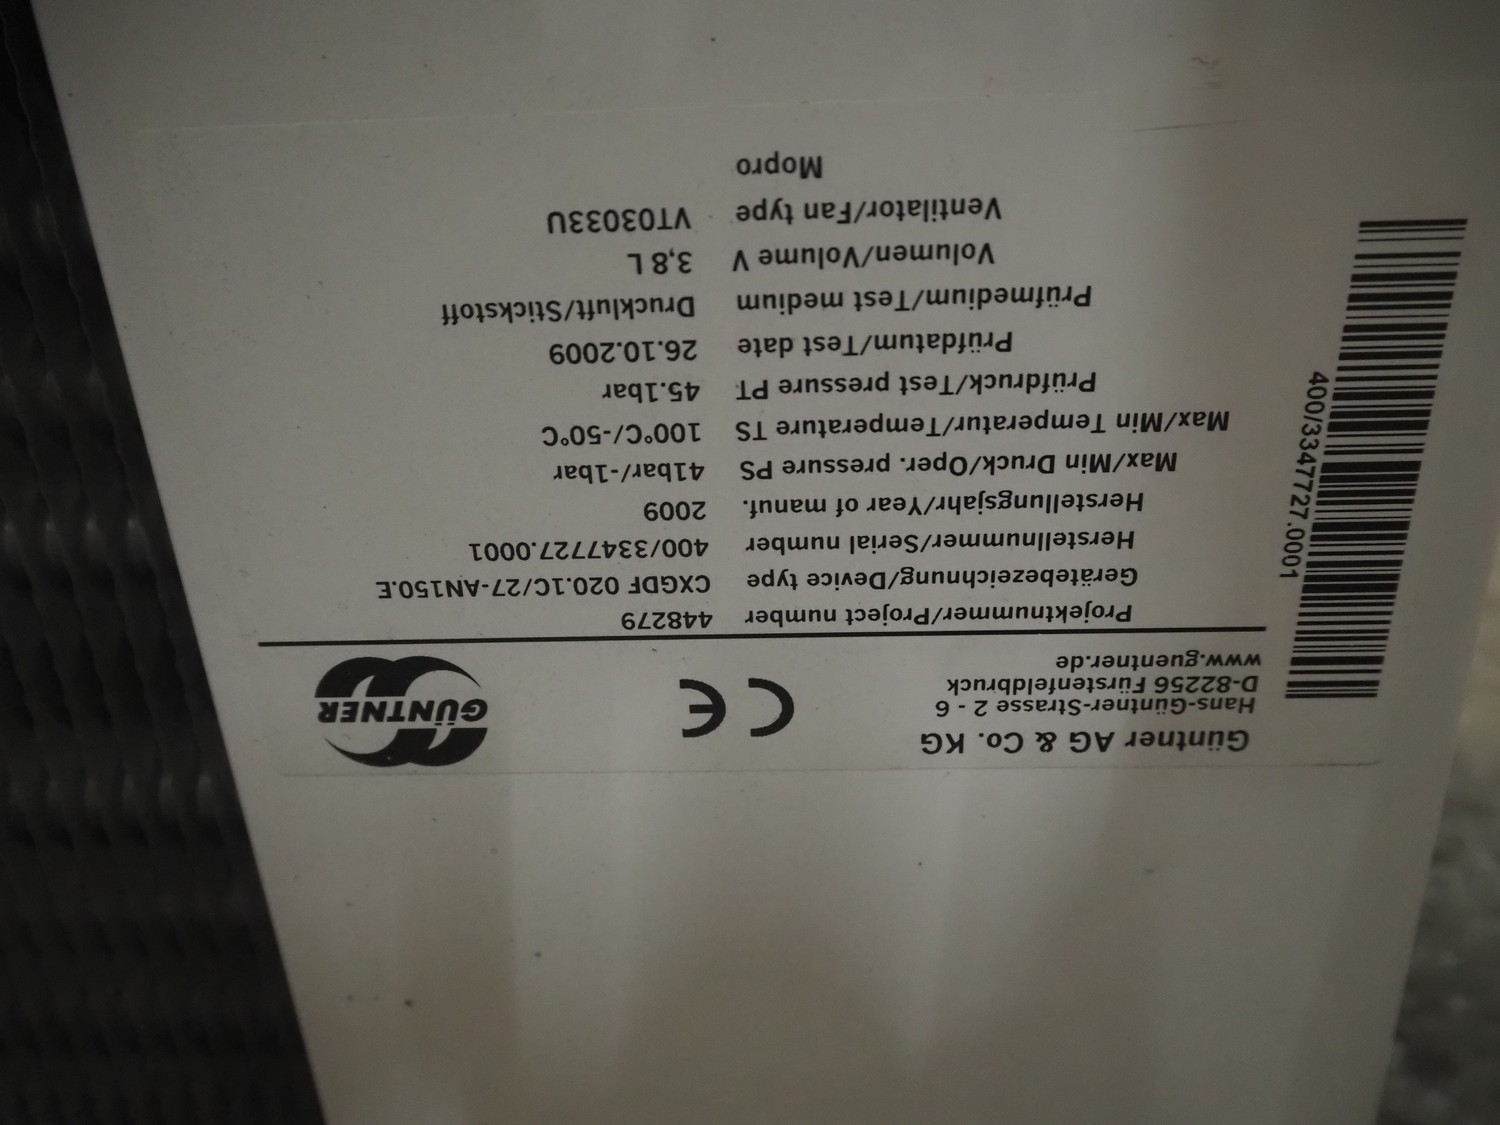 Güntner AG & Co. KG
Hans-Güntner-Strasse 2 - 6
D-82256 Fürstenfeldbruck
www.guentner.de
CE
GÜNTNER
Projektnummer/Project number 448279
Gerätebezeichnung/Device type CXGDF 020.1C/27-AN150.E
Herstellnummer/Serial number 400/3347727.0001
Herstellungsjahr/Year of manuf. 2009
Max/Min Druck/Oper. pressure PS 41bar/-1bar
Max/Min Temperatur/Temperature TS 100°C/-50°C
Prüfdruck/Test pressure PT 45.1bar
Prüfdatum/Test date 26.10.2009
Prüfmedium/Test medium Druckluft/Stickstoff
Volumen/Volume V 3,8 L
Ventilator/Fan type VT03033U
Mopro
400/3347727.0001